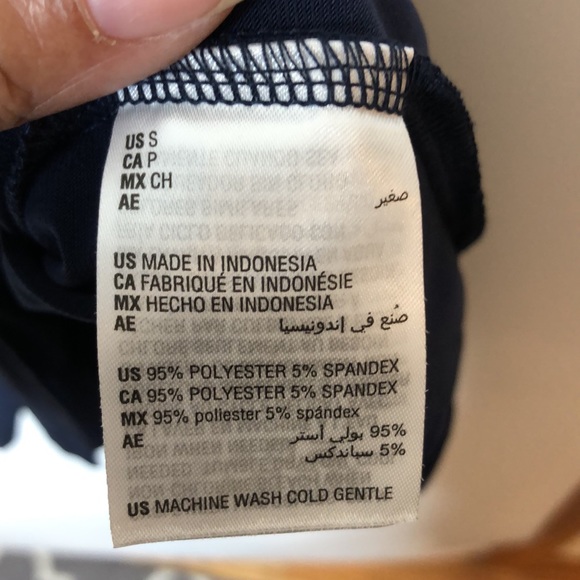 US S
CA P
MX CH
AE صغير
US MADE IN INDONESIA
CA FABRIQUÉ EN INDONÉSIE
MX HECHO EN INDONESIA
AE صُنع في إندونيسيا
US 95% POLYESTER 5% SPANDEX
CA 95% POLYESTER 5% SPANDEX
MX 95% poliester 5% spándex
AE 95% بولي أستر
5% سباندكس
US MACHINE WASH COLD GENTLE